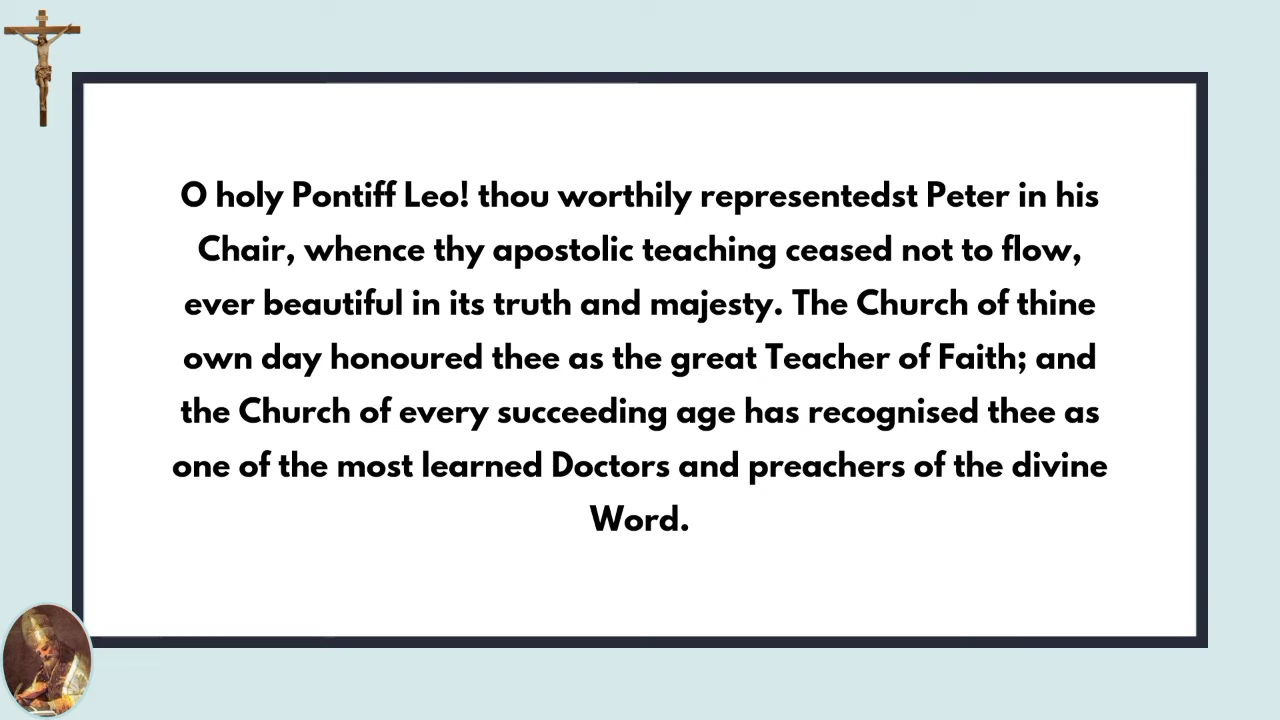 O holy Pontiff Leo! thou worthily representedst Peter in his
Chair, whence thy apostolic teaching ceased not to flow,
ever beautiful in its truth and majesty. The Church of thine
own day honoured thee as the great Teacher of Faith; and
the Church of every succeeding age has recognised thee as
one of the most learned Doctors and preachers of the divine
Word.